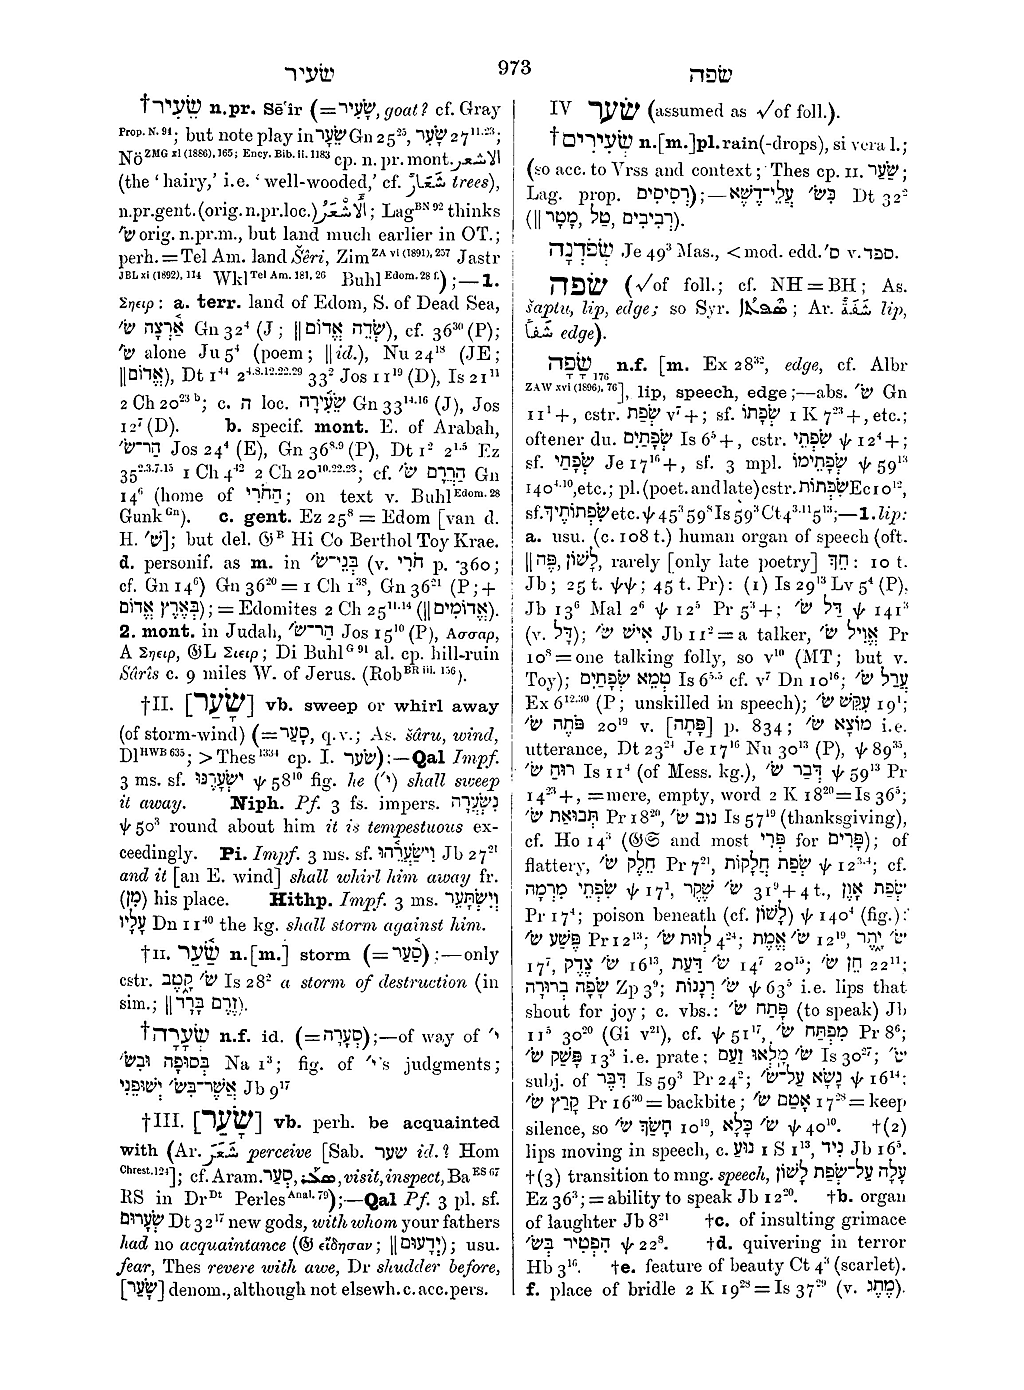 שׂעיר
973
שׂפה
†שֵׂעִיר n.pr. Sē‘îr (=שָׂעִיר, goat? cf. Gray
Prop. N. 94; but note play in שֵׂעָר Gn 25²⁵, שָׂעִר 27¹¹·²³;
Nö ZMG xl (1886), 165; Ency. Bib. ii. 1183 cp. n. pr. mont. الاشعر
(the ‘hairy,’ i.e. ‘well-wooded,’ cf. شَعَارٌ trees),
n.pr.gent. (orig. n.pr.loc.) الأَشْعَرُ; Lag BN 92 thinks
שׂ׳ orig. n.pr.m., but land much earlier in OT.;
perh. = Tel Am. land Šêri, Zim ZA vi (1891), 257 Jastr
JBL xi (1892), 114 Wkl Tel Am. 181, 26 Buhl Edom. 28 f.);—1.
Σηειρ: a. terr. land of Edom, S. of Dead Sea,
אַרְצָה שׂ׳ Gn 32⁴ (J; ‖ שְׂדֵה אֱדוֹם), cf. 36³⁰ (P);
שׂ׳ alone Ju 5⁴ (poem; ‖ id.), Nu 24¹⁸ (JE;
‖אֱדוֹם), Dt 1⁴⁴ 2⁴·⁸·¹²·²²·²⁹ 33² Jos 11¹⁹ (D), Is 21¹¹
2 Ch 20²³ ᵇ; c. ה loc. שֵׂעִירָה Gn 33¹⁴·¹⁶ (J), Jos
12⁷ (D). b. specif. mont. E. of Arabah,
הַר־שׂ׳ Jos 24⁴ (E), Gn 36⁸·⁹ (P), Dt 1² 2¹·⁵ Ez
35²·³·⁷·¹⁵ 1 Ch 4⁴² 2 Ch 20¹⁰·²²·²³; cf. הַרֲרָם שׂ׳ Gn
14⁶ (home of הַחֹרִי; on text v. Buhl Edom. 28
Gunk Gn). c. gent. Ez 25⁸ = Edom [van d.
H. שׁ׳]; but del. 𝔊ᴮ Hi Co Berthol Toy Krae.
d. personif. as m. in בְּנֵי־שׂ׳ (v. חֹרִי p. 360;
cf. Gn 14⁶) Gn 36²⁰ = 1 Ch 1³⁸, Gn 36²¹ (P; +
בְּאֶרֶץ אֱדוֹם); = Edomites 2 Ch 25¹¹·¹⁴ (‖אֱדוֹמִים).
2. mont. in Judah, הַר־שׂ׳ Jos 15¹⁰ (P), Ασσαρ,
A Σηειρ, 𝔊L Σιειρ; Di Buhl G 91 al. cp. hill-ruin
Sârîs c. 9 miles W. of Jerus. (Rob BR iii. 156).
†II. [שָׂעַר] vb. sweep or whirl away
(of storm-wind) (=סָעַר, q.v.; As. šâru, wind,
Dl HWB 635; > Thes 1334 cp. I. שׂער):—Qal Impf.
3 ms. sf. יִשְׂעָרֶנּוּ ψ 58¹⁰ fig. he (י׳) shall sweep
it away. Niph. Pf. 3 fs. impers. נִשְׂעֲרָה
ψ 50³ round about him it is tempestuous ex-
ceedingly. Pi. Impf. 3 ms. sf. וִישָׂעֲרֵהוּ Jb 27²¹
and it [an E. wind] shall whirl him away fr.
(מִן) his place. Hithp. Impf. 3 ms. וְיִשְׂתָּעֵר
עָלָיו Dn 11⁴⁰ the kg. shall storm against him.
†II. שַׂעַר n.[m.] storm (=סַעַר):—only
cstr. שׂ׳ קֶטֶב Is 28² a storm of destruction (in
sim.; ‖ זֶרֶם בָּרָד).
†שְׂעָרָה n.f. id. (=סְעָרָה);—of way of י׳
בְּסוּפָה וּבִשׂ׳ Na 1³; fig. of י׳'s judgments;
אֲשֶׁר־בִּשׂ׳ יְשׁוּפֵנִי Jb 9¹⁷
†III. [שָׂעַר] vb. perh. be acquainted
with (Ar. شَعَرَ perceive [Sab. שׂער id.? Hom
Chrest. 124]; cf. Aram. סְעַר, ܣܥܪ, visit, inspect, Ba ES 67
RS in Dr Dt Perles Anal. 79);—Qal Pf. 3 pl. sf.
שְׂעָרוּם Dt 32¹⁷ new gods, with whom your fathers
had no acquaintance (𝔊 εἴδησαν; ‖ יְדָעוּם); usu.
fear, Thes revere with awe, Dr shudder before,
[שָׂעַר] denom., although not elsewh. c. acc. pers.
IV שׂער (assumed as √of foll.).
†שְׂעִירִים n.[m.]pl. rain(-drops), si vera l.;
(so acc. to Vrss and context; Thes cp. II. שׂער;
Lag. prop. רְסִיסִים);—כִּשׂ׳ עֲלֵי־דֶשֶׁא Dt 32²
(‖ רְבִיבִים, טַל, מָטָר).
שְׂפְדָנָה Je 49³ Mas., < mod. edd. ס׳ v. ספד.
שׂפה (√of foll.; cf. NH = BH; As.
šaptu, lip, edge; so Syr. ܣܦܬܐ; Ar. شَفَةٌ lip,
شَفًا edge).
שָׂפָה 176 n.f. [m. Ex 28³², edge, cf. Albr
ZAW xvi (1896), 76], lip, speech, edge;—abs. שׂ׳ Gn
11¹+, cstr. שְׂפַת v⁷+; sf. שְׂפָתוֹ 1 K 7²³+, etc.;
oftener du. שְׂפָתַיִם Is 6⁵+, cstr. שִׂפְתֵי ψ 12⁴+;
sf. שְׂפָתַי Je 17¹⁶+, sf. 3 mpl. שְׂפָתֵימוֹ ψ 59¹³
140⁴·¹⁰, etc.; pl. (poet. and late) cstr. שִׂפְתוֹת Ec 10¹²,
sf. שִׂפְתוֹתֶיךָ etc. ψ 45³ 59⁸ Is 59³ Ct 4³·¹¹ 5¹³;—1. lip:
a. usu. (c. 108 t.) human organ of speech (oft.
‖ לָשׁוֹן, פֶּה, rarely [only late poetry] חֵךְ: 10 t.
Jb; 25 t. ψψ; 45 t. Pr): (1) Is 29¹³ Lv 5⁴ (P),
Jb 13⁶ Mal 2⁶ ψ 12⁵ Pr 5³+; דַּל שׂ׳ ψ 141³
(v. דָּל); אִישׁ שׂ׳ Jb 11² = a talker, אֱוִיל שׂ׳ Pr
10⁸ = one talking folly, so v¹⁰ (MT; but v.
Toy); טְמֵא שְׂפָתַיִם Is 6⁵·⁵ cf. v⁷ Dn 10¹⁶; עֲרַל שׂ׳
Ex 6¹²·³⁰ (P; unskilled in speech); עִקֵּשׁ שׂ׳ 19¹;
פֹּתֶה שׂ׳ 20¹⁹ v. [פָּתָה] p. 834; מוֹצָא שׂ׳ i.e.
utterance, Dt 23²⁴ Je 17¹⁶ Nu 30¹³ (P), ψ 89³⁵,
רוּחַ שׂ׳ Is 11⁴ (of Mess. kg.), דְּבַר שׂ׳ ψ 59¹³ Pr
14²³+, = mere, empty, word 2 K 18²⁰ = Is 36⁵;
תְּבוּאַת שׂ׳ Pr 18²⁰, נוב שׂ׳ Is 57¹⁹ (thanksgiving),
cf. Ho 14³ (𝔊𝔖 and most פְּרִי for פָּרִים); of
flattery, חֵלֶק שׂ׳ Pr 7²¹, שְׂפַת חֲלָקוֹת ψ 12³·⁴; cf.
שִׂפְתֵי מִרְמָה ψ 17¹, שֶׁקֶר שׂ׳ 31¹⁹+4 t., שְׂפַת אָוֶן
Pr 17⁴; poison beneath (cf. לָשׁוֹן) ψ 140⁴ (fig.):
פֶּשַׁע שׂ׳ Pr 12¹³; לְזוּת שׂ׳ 4²⁴; אֱמֶת שׂ׳ 12¹⁹, יֶתֶר שׂ׳
17⁷, צֶדֶק שׂ׳ 16¹³, דַּעַת שׂ׳ 14⁷ 20¹⁵; חֵן שׂ׳ 22¹¹;
שָׂפָה בְרוּרָה Zp 3⁹; רְנָנוֹת שׂ׳ ψ 63⁵ i.e. lips that
shout for joy; c. vbs.: פָּתַח שׂ׳ (to speak) Jb
11⁵ 30²⁰ (Gi v²¹), cf. ψ 51¹⁷, מִפְתַּח שׂ׳ Pr 8⁶;
פָּשַׂק שׂ׳ 13³ i.e. prate: שׂ׳ מָלְאוּ זַעַם Is 30²⁷; שׂ׳
subj. of דִּבֶּר Is 59³ Pr 24²; נָשָׂא עַל־שׂ׳ ψ 16¹⁴:
קָרַץ שׂ׳ Pr 16³⁰ = backbite; אָטַם שׂ׳ 17²⁸ = keep
silence, so חָשַׂךְ שׂ׳ 10¹⁹, כָּלָא שׂ׳ ψ 40¹⁰. †(2)
lips moving in speech, c. נוּעַ 1 S 1¹³, נִיד Jb 16⁵.
†(3) transition to mng. speech, עָלָה עַל־שְׂפַת לָשׁוֹן
Ez 36³; = ability to speak Jb 12²⁰. †b. organ
of laughter Jb 8²¹ †c. of insulting grimace
הִפְטִיר בְּשׂ׳ ψ 22⁸. †d. quivering in terror
Hb 3¹⁶. †e. feature of beauty Ct 4³ (scarlet).
f. place of bridle 2 K 19²⁸ = Is 37²⁹ (v. מֶתֶג).